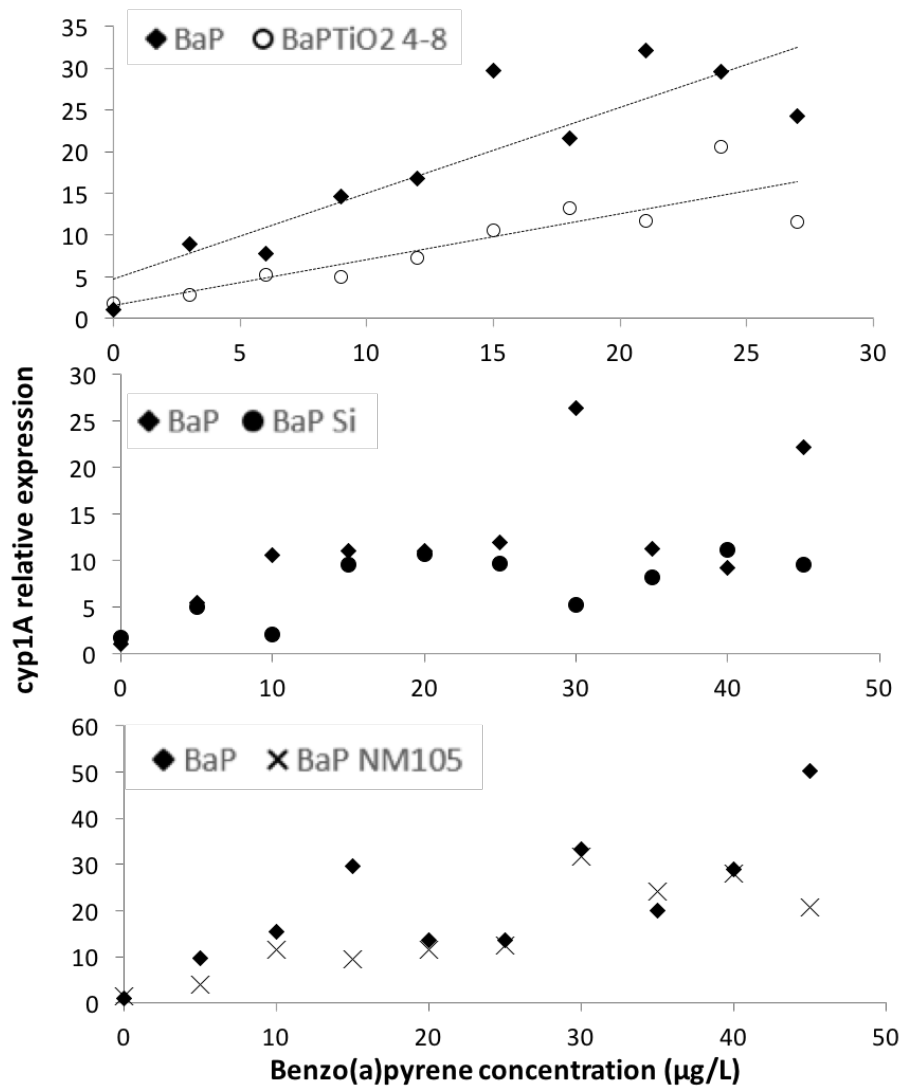 BaP BaPTiO2 4-8
35
30
25
20
15
10
5
0
0 5 10 15 20 25 30
BaP BaP Si
30
25
20
15
10
5
0
0 10 20 30 40 50
cyp1A relative expression
BaP BaP NM105
60
50
40
30
20
10
0
0 10 20 30 40 50
Benzo(a)pyrene concentration (µg/L)